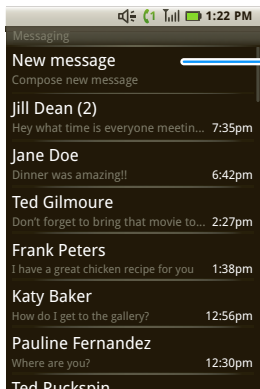 1 1:22 PM
Messaging
New message
Compose new message
Jill Dean (2)
Hey what time is everyone meetin... 7:35pm
Jane Doe
Dinner was amazing!! 6:42pm
Ted Gilmoure
Don't forget to bring that movie to... 2:27pm
Frank Peters
I have a great chicken recipe for you 1:38pm
Katy Baker
How do I get to the gallery? 12:56pm
Pauline Fernandez
Where are you? 12:30pm
Ted Ruckspin